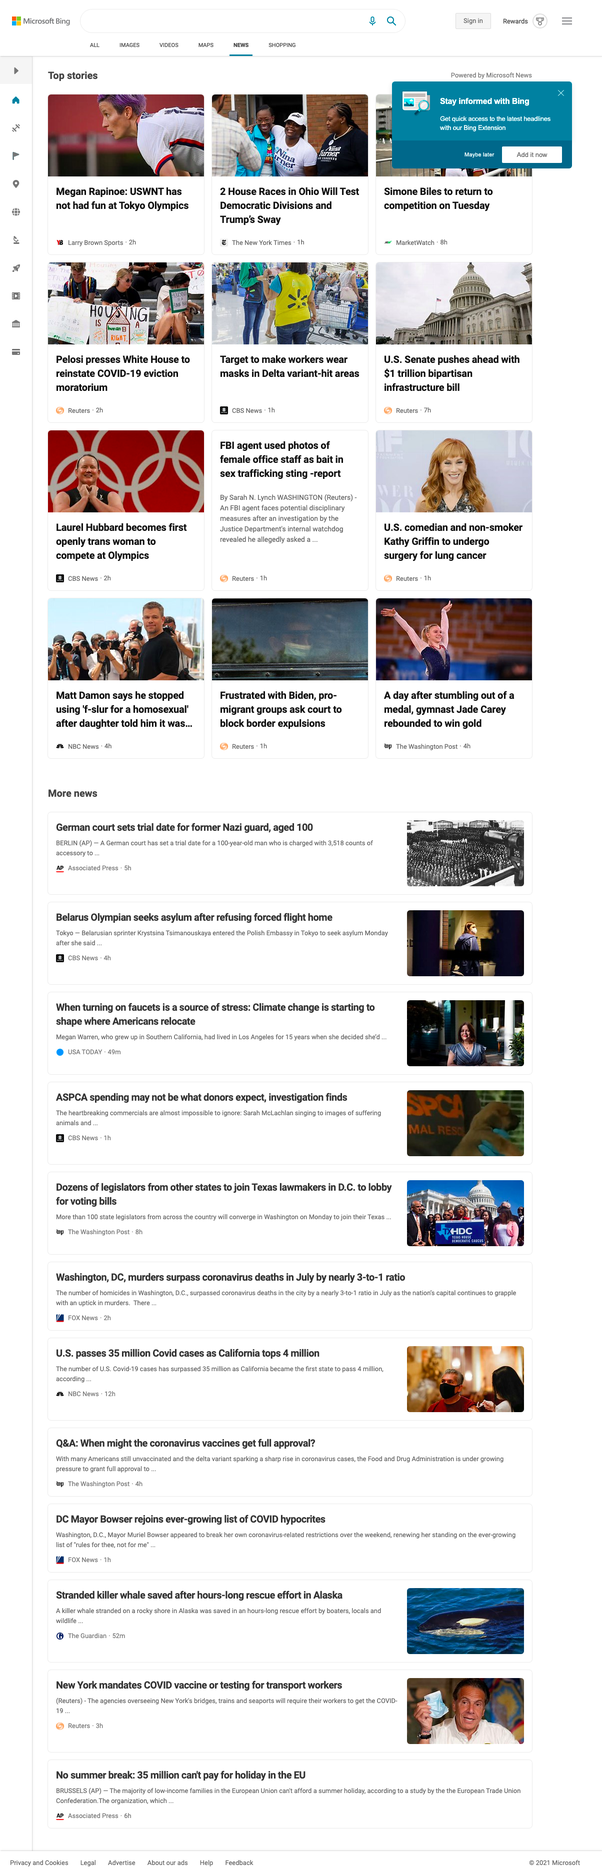 Microsoft Bing
Sign in
Rewards
ALL IMAGES VIDEOS MAPS NEWS SHOPPING
Top stories
Powered by Microsoft News
Stay informed with Bing
Get quick access to the latest headlines
with our Bing Extension
Maybe later
Add it now
Megan Rapinoe: USWNT has
not had fun at Tokyo Olympics
Larry Brown Sports · 2h
2 House Races in Ohio Will Test
Democratic Divisions and
Trump's Sway
The New York Times · 1h
Simone Biles to return to
competition on Tuesday
MarketWatch · 8h
Pelosi presses White House to
reinstate COVID-19 eviction
moratorium
Reuters · 2h
Target to make workers wear
masks in Delta variant-hit areas
CBS News · 1h
U.S. Senate pushes ahead with
$1 trillion bipartisan
infrastructure bill
Reuters · 7h
Laurel Hubbard becomes first
openly trans woman to
compete at Olympics
CBS News · 2h
FBI agent used photos of
female office staff as bait in
sex trafficking sting -report
By Sarah N. Lynch WASHINGTON (Reuters) -
An FBI agent faces potential disciplinary
measures after an investigation by the
Justice Department's internal watchdog
revealed he allegedly asked a ...
Reuters · 1h
U.S. comedian and non-smoker
Kathy Griffin to undergo
surgery for lung cancer
Reuters · 1h
Matt Damon says he stopped
using 'f-slur for a homosexual'
after daughter told him it was...
NBC News · 4h
Frustrated with Biden, pro-
migrant groups ask court to
block border expulsions
Reuters · 1h
A day after stumbling out of a
medal, gymnast Jade Carey
rebounded to win gold
The Washington Post · 4h
More news
German court sets trial date for former Nazi guard, aged 100
BERLIN (AP) — A German court has set a trial date for a 100-year-old man who is charged with 3,518 counts of
accessory to ...
Associated Press · 5h
Belarus Olympian seeks asylum after refusing forced flight home
Tokyo — Belarusian sprinter Krystsina Tsimanouskaya entered the Polish Embassy in Tokyo to seek asylum Monday
after she said ...
CBS News · 4h
When turning on faucets is a source of stress: Climate change is starting to
shape where Americans relocate
Megan Warren, who grew up in Southern California, had lived in Los Angeles for 15 years when she decided she'd ...
USA TODAY · 49m
ASPCA spending may not be what donors expect, investigation finds
The heartbreaking commercials are almost impossible to ignore: Sarah McLachlan singing to images of suffering
animals and ...
CBS News · 1h
Dozens of legislators from other states to join Texas lawmakers in D.C. to lobby
for voting bills
More than 100 state legislators from across the country will converge in Washington on Monday to join their Texas ...
The Washington Post · 8h
HDC
Washington, DC, murders surpass coronavirus deaths in July by nearly 3-to-1 ratio
The number of homicides in Washington, D.C., surpassed coronavirus deaths in the city by a nearly 3-to-1 ratio in July as the nation's capital continues to grapple
with an uptick in murders. There ...
FOX News · 2h
U.S. passes 35 million Covid cases as California tops 4 million
The number of U.S. Covid-19 cases has surpassed 35 million as California became the first state to pass 4 million,
according ...
NBC News · 12h
Q&A: When might the coronavirus vaccines get full approval?
With many Americans still unvaccinated and the delta variant sparking a sharp rise in coronavirus cases, the Food and Drug Administration is under growing
pressure to grant full approval to ...
The Washington Post · 4h
DC Mayor Bowser rejoins ever-growing list of COVID hypocrites
Washington, D.C., Mayor Muriel Bowser appeared to break her own coronavirus-related restrictions over the weekend, renewing her standing on the ever-growing
list of "rules for thee, not for me" ...
FOX News · 1h
Stranded killer whale saved after hours-long rescue effort in Alaska
A killer whale stranded on a rocky shore in Alaska was saved in an hours-long rescue effort by boaters, locals and
wildlife ...
The Guardian · 52m
New York mandates COVID vaccine or testing for transport workers
(Reuters) - The agencies overseeing New York's bridges, trains and seaports will require their workers to get the COVID-
19 ...
Reuters · 3h
No summer break: 35 million can't pay for holiday in the EU
BRUSSELS (AP) — The majority of low-income families in the European Union can't afford a summer holiday, according to a study by the the European Trade Union
Confederation.The organization, which ...
Associated Press · 6h
Privacy and Cookies Legal Advertise About our ads Help Feedback
© 2021 Microsoft